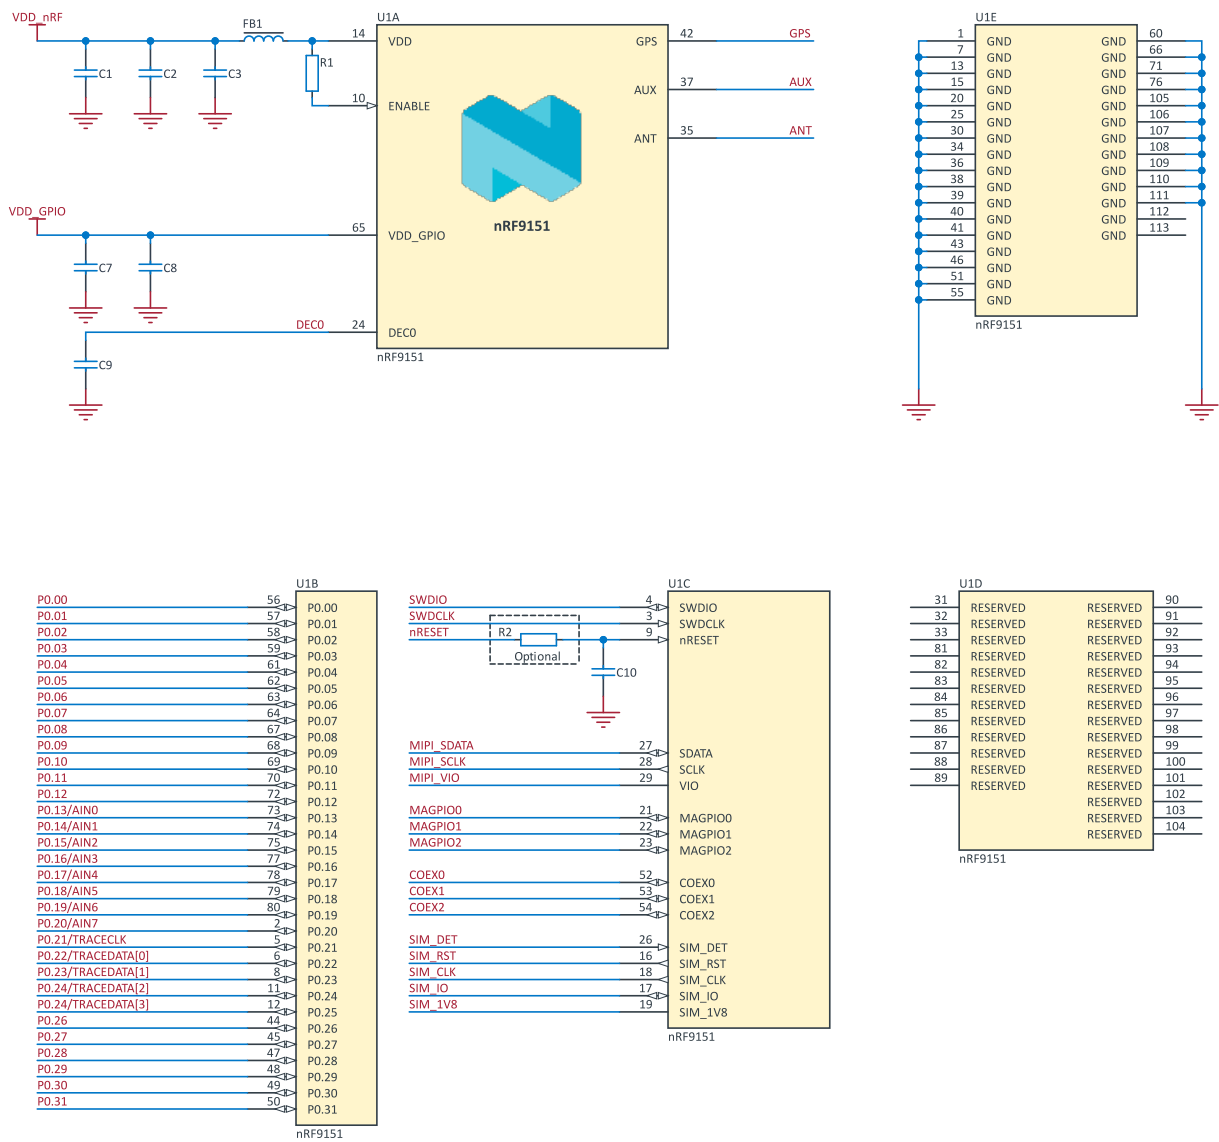 VDD_nRF
FB1
C1
C2
C3
R1
U1A
14 VDD
10 ENABLE
GPS 42 GPS
AUX 37 AUX
ANT 35 ANT
nRF9151
VDD_GPIO
65 VDD_GPIO
C7
C8
DEC0 24 DEC0
C9
nRF9151
U1E
1 GND GND 60
7 GND GND 66
13 GND GND 71
15 GND GND 76
20 GND GND 105
25 GND GND 106
30 GND GND 107
34 GND GND 108
36 GND GND 109
38 GND GND 110
39 GND GND 111
40 GND GND 112
41 GND GND 113
43 GND
46 GND
51 GND
55 GND
nRF9151
U1B
P0.00 56 P0.00
P0.01 57 P0.01
P0.02 58 P0.02
P0.03 59 P0.03
P0.04 61 P0.04
P0.05 62 P0.05
P0.06 63 P0.06
P0.07 64 P0.07
P0.08 67 P0.08
P0.09 68 P0.09
P0.10 69 P0.10
P0.11 70 P0.11
P0.12 72 P0.12
P0.13/AIN0 73 P0.13
P0.14/AIN1 74 P0.14
P0.15/AIN2 75 P0.15
P0.16/AIN3 77 P0.16
P0.17/AIN4 78 P0.17
P0.18/AIN5 79 P0.18
P0.19/AIN6 80 P0.19
P0.20/AIN7 2 P0.20
P0.21/TRACECLK 5 P0.21
P0.22/TRACEDATA[0] 6 P0.22
P0.23/TRACEDATA[1] 8 P0.23
P0.24/TRACEDATA[2] 11 P0.24
P0.24/TRACEDATA[3] 12 P0.25
P0.26 44 P0.26
P0.27 45 P0.27
P0.28 47 P0.28
P0.29 48 P0.29
P0.30 49 P0.30
P0.31 50 P0.31
nRF9151
U1C
SWDIO 4 SWDIO
SWDCLK 3 SWDCLK
nRESET R2 9 nRESET
Optional
C10
MIPI_SDATA 27 SDATA
MIPI_SCLK 28 SCLK
MIPI_VIO 29 VIO
MAGPIO0 21 MAGPIO0
MAGPIO1 22 MAGPIO1
MAGPIO2 23 MAGPIO2
COEX0 52 COEX0
COEX1 53 COEX1
COEX2 54 COEX2
SIM_DET 26 SIM_DET
SIM_RST 16 SIM_RST
SIM_CLK 18 SIM_CLK
SIM_IO 17 SIM_IO
SIM_1V8 19 SIM_1V8
nRF9151
U1D
31 RESERVED RESERVED 90
32 RESERVED RESERVED 91
33 RESERVED RESERVED 92
81 RESERVED RESERVED 93
82 RESERVED RESERVED 94
83 RESERVED RESERVED 95
84 RESERVED RESERVED 96
85 RESERVED RESERVED 97
86 RESERVED RESERVED 98
87 RESERVED RESERVED 99
88 RESERVED RESERVED 100
89 RESERVED RESERVED 101
RESERVED 102
RESERVED 103
RESERVED 104
nRF9151